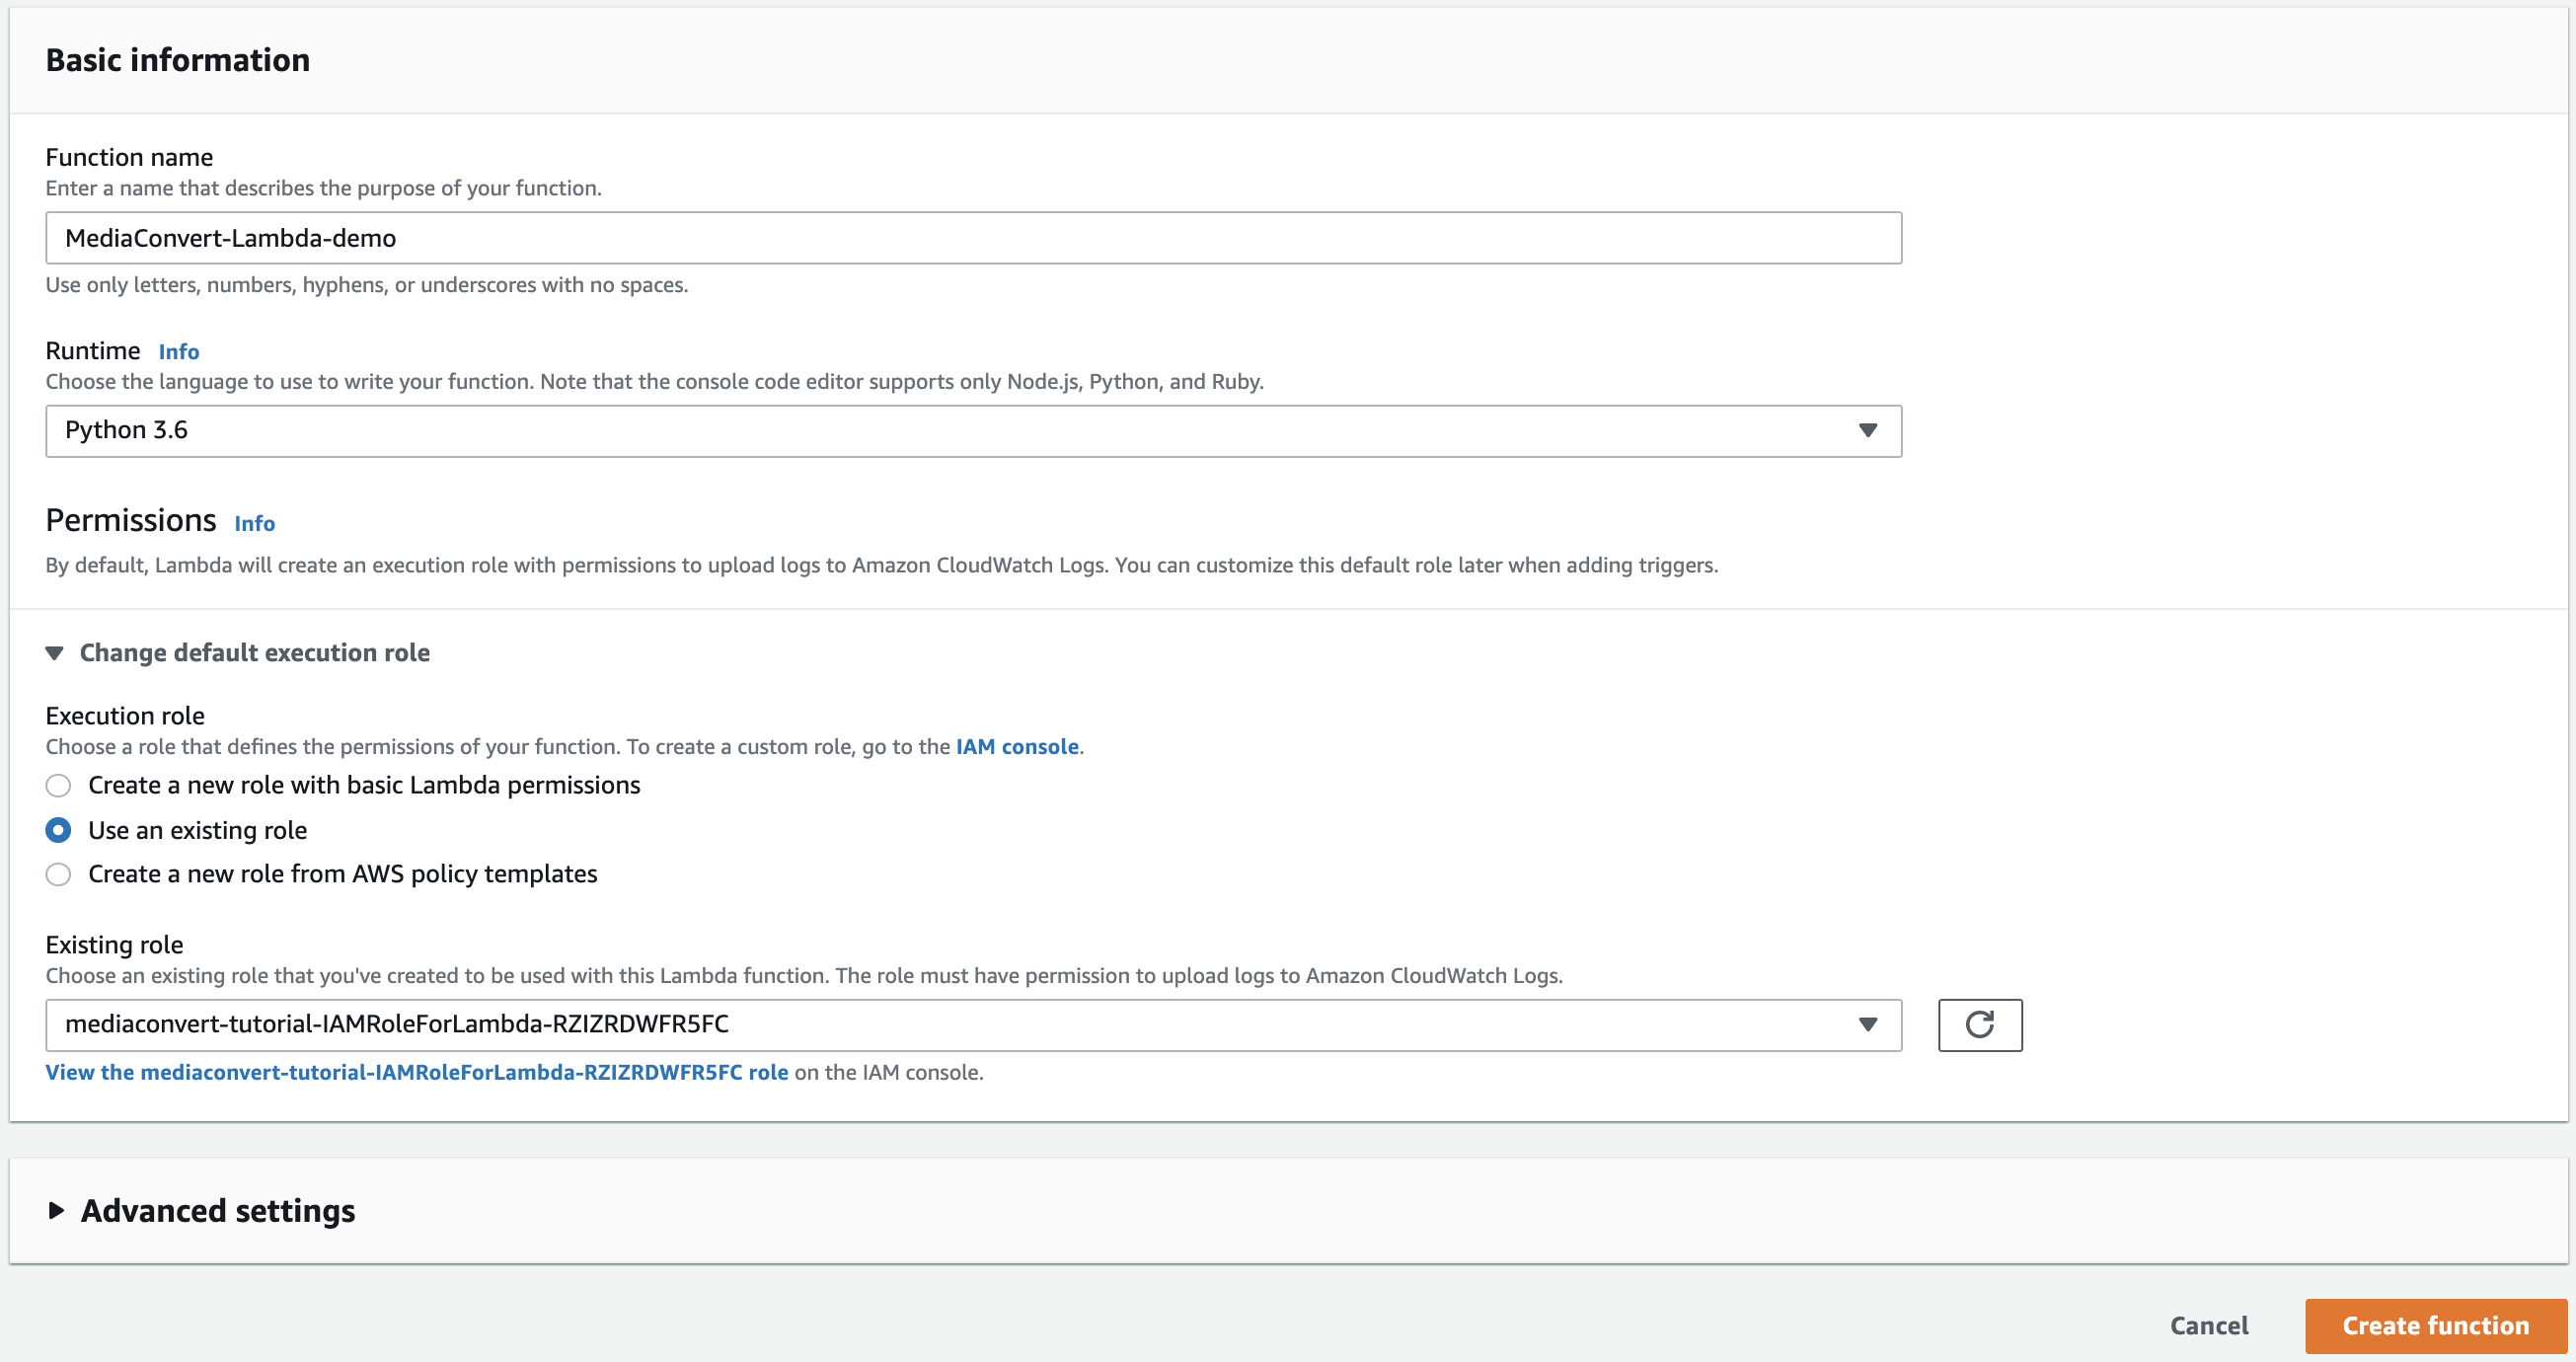 Basic information
Function name
Enter a name that describes the purpose of your function.
MediaConvert-Lambda-demo
Use only letters, numbers, hyphens, or underscores with no spaces.
Runtime Info
Choose the language to use to write your function. Note that the console code editor supports only Node.js, Python, and Ruby.
Python 3.6
Permissions Info
By default, Lambda will create an execution role with permissions to upload logs to Amazon CloudWatch Logs. You can customize this default role later when adding triggers.
Change default execution role
Execution role
Choose a role that defines the permissions of your function. To create a custom role, go to the IAM console.
Create a new role with basic Lambda permissions
Use an existing role
Create a new role from AWS policy templates
Existing role
Choose an existing role that you've created to be used with this Lambda function. The role must have permission to upload logs to Amazon CloudWatch Logs.
mediaconvert-tutorial-IAMRoleForLambda-RZIZRDWFR5FC
View the mediaconvert-tutorial-IAMRoleForLambda-RZIZRDWFR5FC role on the IAM console.
Advanced settings
Cancel Create function